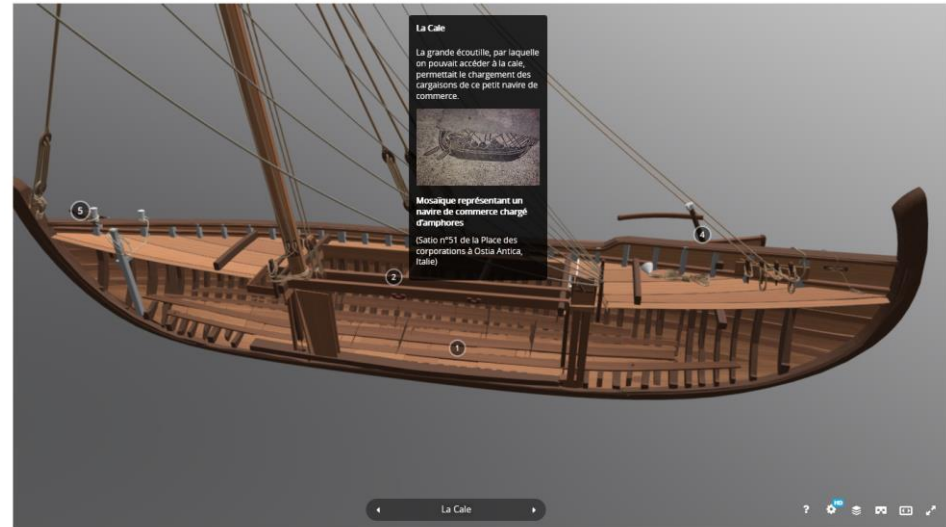 La Cale
La grande écoutille, par laquelle
on pouvait accéder à la cale,
permettait le chargement des
cargaisons de ce petit navire de
commerce.
Mosaïque représentant un
navire de commerce chargé
d'amphores
(Satio n°51 de la Place des
corporations à Ostia Antica,
Italie)
5
4
2
1
La Cale
?
HD